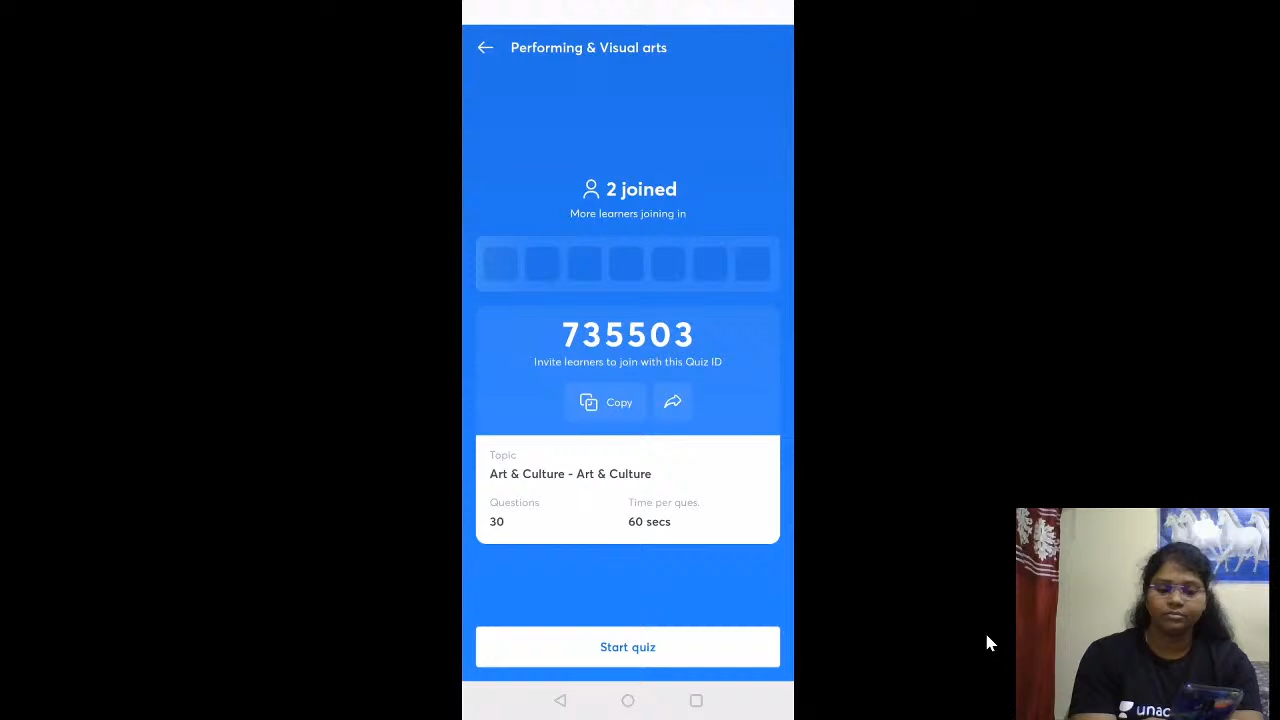 Performing & Visual arts
2 joined
More learners joining in
735503
Invite learners to join with this Quiz ID
Copy
Topic
Art & Culture - Art & Culture
Questions
Time per ques.
30
60 secs
Start quiz
unac